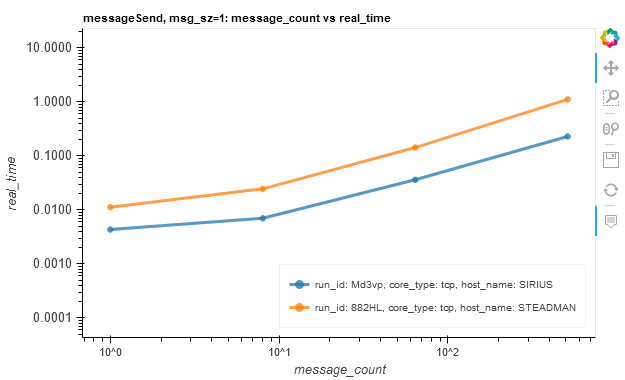 messageSend, msg_sz=1: message_count vs real_time
10.0000
1.0000
0.1000
0.0100
0.0010
0.0001
real_time
run_id: Md3vp, core_type: tcp, host_name: SIRIUS
run_id: 882HL, core_type: tcp, host_name: STEADMAN
10^0
10^1
10^2
message_count